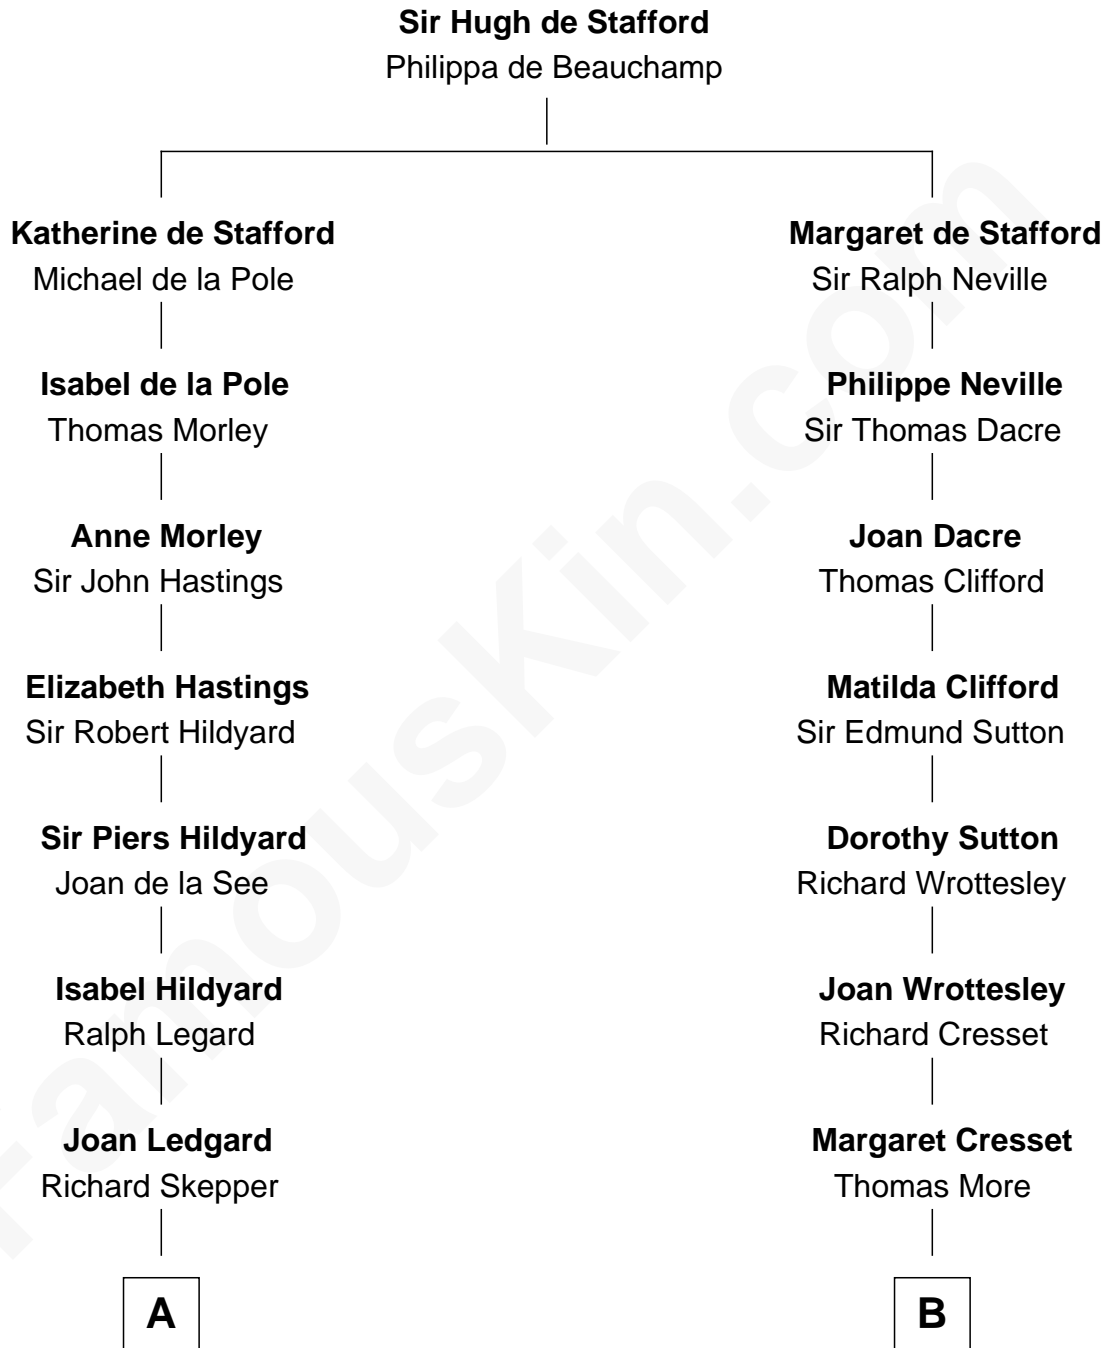 Sir Hugh de Stafford
Philippa de Beauchamp
Katherine de Stafford
Michael de la Pole
Margaret de Stafford
Sir Ralph Neville
Isabel de la Pole
Thomas Morley
Philippe Neville
Sir Thomas Dacre
Anne Morley
Sir John Hastings
Joan Dacre
Thomas Clifford
Elizabeth Hastings
Sir Robert Hildyard
Matilda Clifford
Sir Edmund Sutton
Sir Piers Hildyard
Joan de la See
Dorothy Sutton
Richard Wrottesley
Isabel Hildyard
Ralph Legard
Joan Wrottesley
Richard Cresset
Joan Ledgard
Richard Skepper
Margaret Cresset
Thomas More
A
B
FamousKin.com